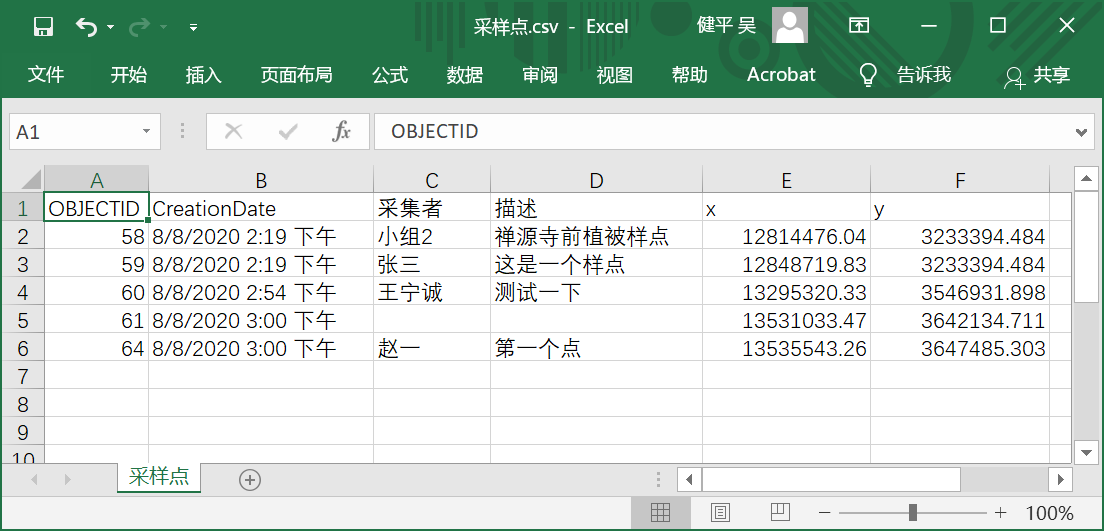 采样点.csv - Excel 健平 吴
文件 开始 插入 页面布局 公式 数据 审阅 视图 帮助 Acrobat 告诉我 共享
A1 fx OBJECTID
A B C D E F
1 OBJECTID CreationDate 采集者 描述 x y
2 58 8/8/2020 2:19 下午 小组2 禅源寺前植被样点 12814476.04 3233394.484
3 59 8/8/2020 2:19 下午 张三 这是一个样点 12848719.83 3233394.484
4 60 8/8/2020 2:54 下午 王宁诚 测试一下 13295320.33 3546931.898
5 61 8/8/2020 3:00 下午 13531033.47 3642134.711
6 64 8/8/2020 3:00 下午 赵一 第一个点 13535543.26 3647485.303
7
8
9
10
采样点
100%